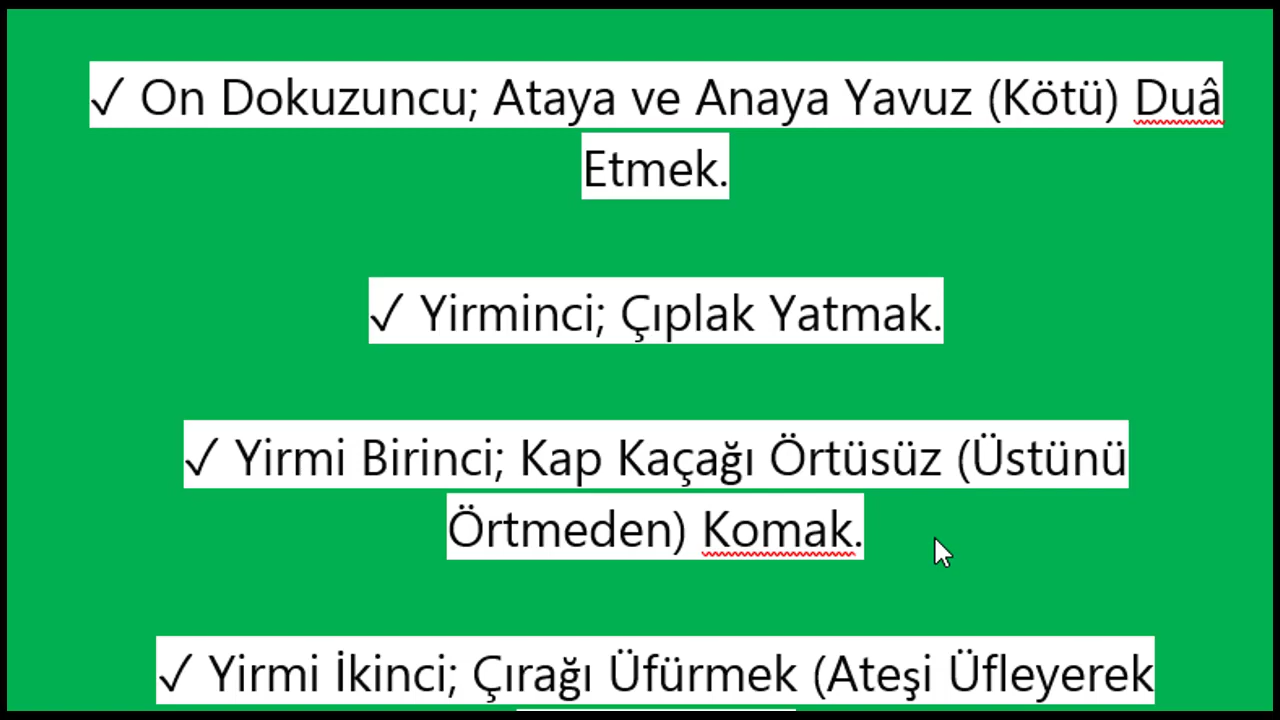 ✓ On Dokuzuncu; Ataya ve Anaya Yavuz (Kötü) Duâ
Etmek.
✓ Yirminci; Çıplak Yatmak.
✓ Yirmi Birinci; Kap Kaçağı Örtüsüz (Üstünü
Örtmeden) Komak.
✓ Yirmi İkinci; Çırağı Üfürmek (Ateşi Üfleyerek